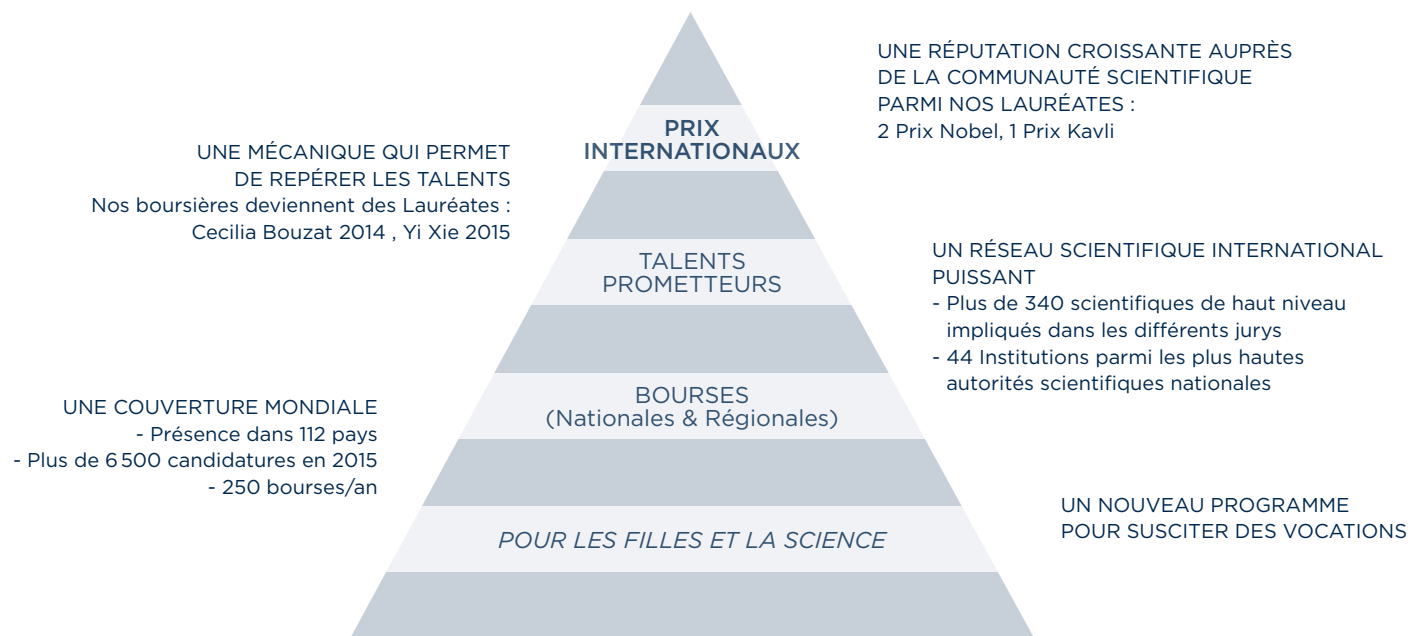 UNE RÉPUTATION CROISSANTE AUPRÈS
DE LA COMMUNAUTÉ SCIENTIFIQUE
PARMI NOS LAURÉATES :
2 Prix Nobel, 1 Prix Kavli
PRIX
INTERNATIONAUX
UNE MÉCANIQUE QUI PERMET
DE REPÉRER LES TALENTS
Nos boursières deviennent des Lauréates :
Cecilia Bouzat 2014 , Yi Xie 2015
TALENTS
PROMETTEURS
UN RÉSEAU SCIENTIFIQUE INTERNATIONAL
PUISSANT
- Plus de 340 scientifiques de haut niveau
impliqués dans les différents jurys
- 44 Institutions parmi les plus hautes
autorités scientifiques nationales
BOURSES
(Nationales & Régionales)
UNE COUVERTURE MONDIALE
- Présence dans 112 pays
- Plus de 6 500 candidatures en 2015
- 250 bourses/an
UN NOUVEAU PROGRAMME
POUR SUSCITER DES VOCATIONS
POUR LES FILLES ET LA SCIENCE